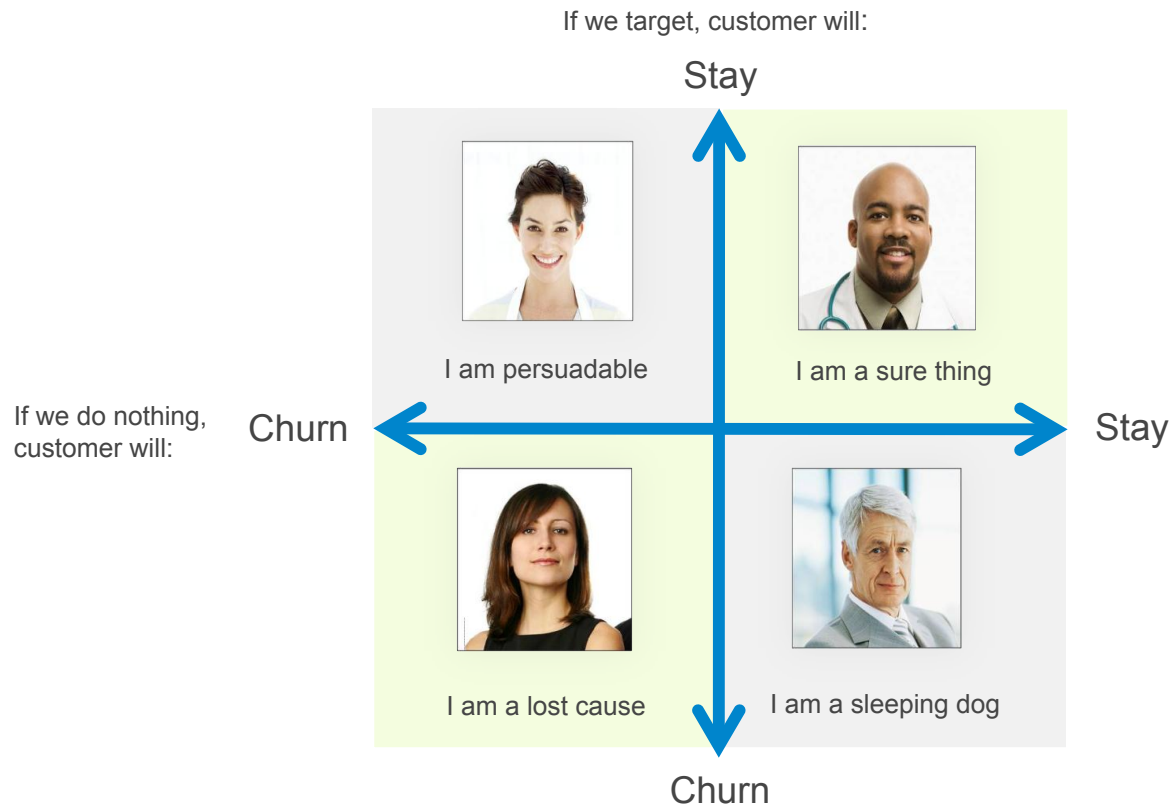 If we target, customer will:
Stay
I am persuadable
I am a sure thing
If we do nothing,
customer will:
Churn
Stay
I am a lost cause
I am a sleeping dog
Churn